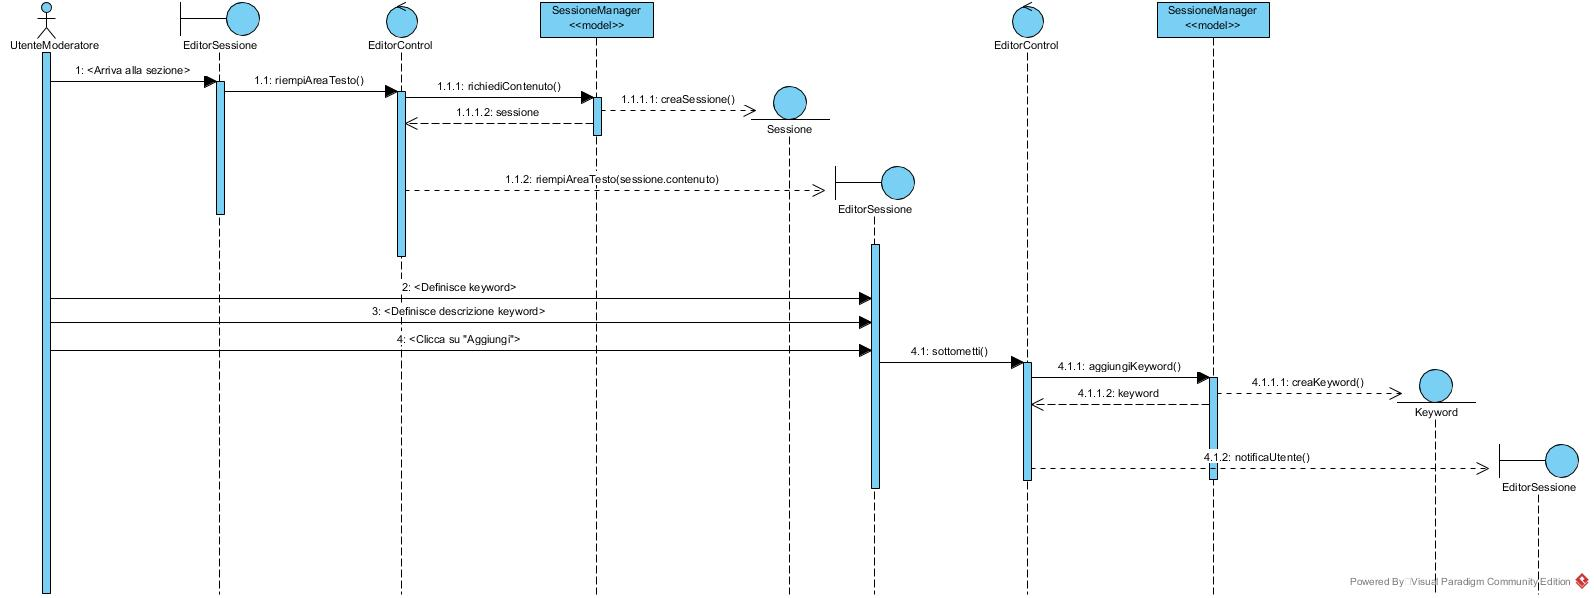 SessioneManager
<<model>>
SessioneManager
<<model>>
UtenteModeratore
EditorSessione
EditorControl
EditorControl
1: <Arriva alla sezione>
1.1: riempiAreaTesto()
1.1.1: richiediContenuto()
1.1.1.1: creaSessione()
1.1.1.2: sessione
Sessione
1.1.2: riempiAreaTesto(sessione.contenuto)
EditorSessione
2: <Definisce keyword>
3: <Definisce descrizione keyword>
4: <Clicca su "Aggiungi">
4.1: sottometti()
4.1.1: aggiungiKeyword()
4.1.1.1: creaKeyword()
4.1.1.2: keyword
Keyword
4.1.2: notificaUtente()
EditorSessione
Powered By Visual Paradigm Community Edition